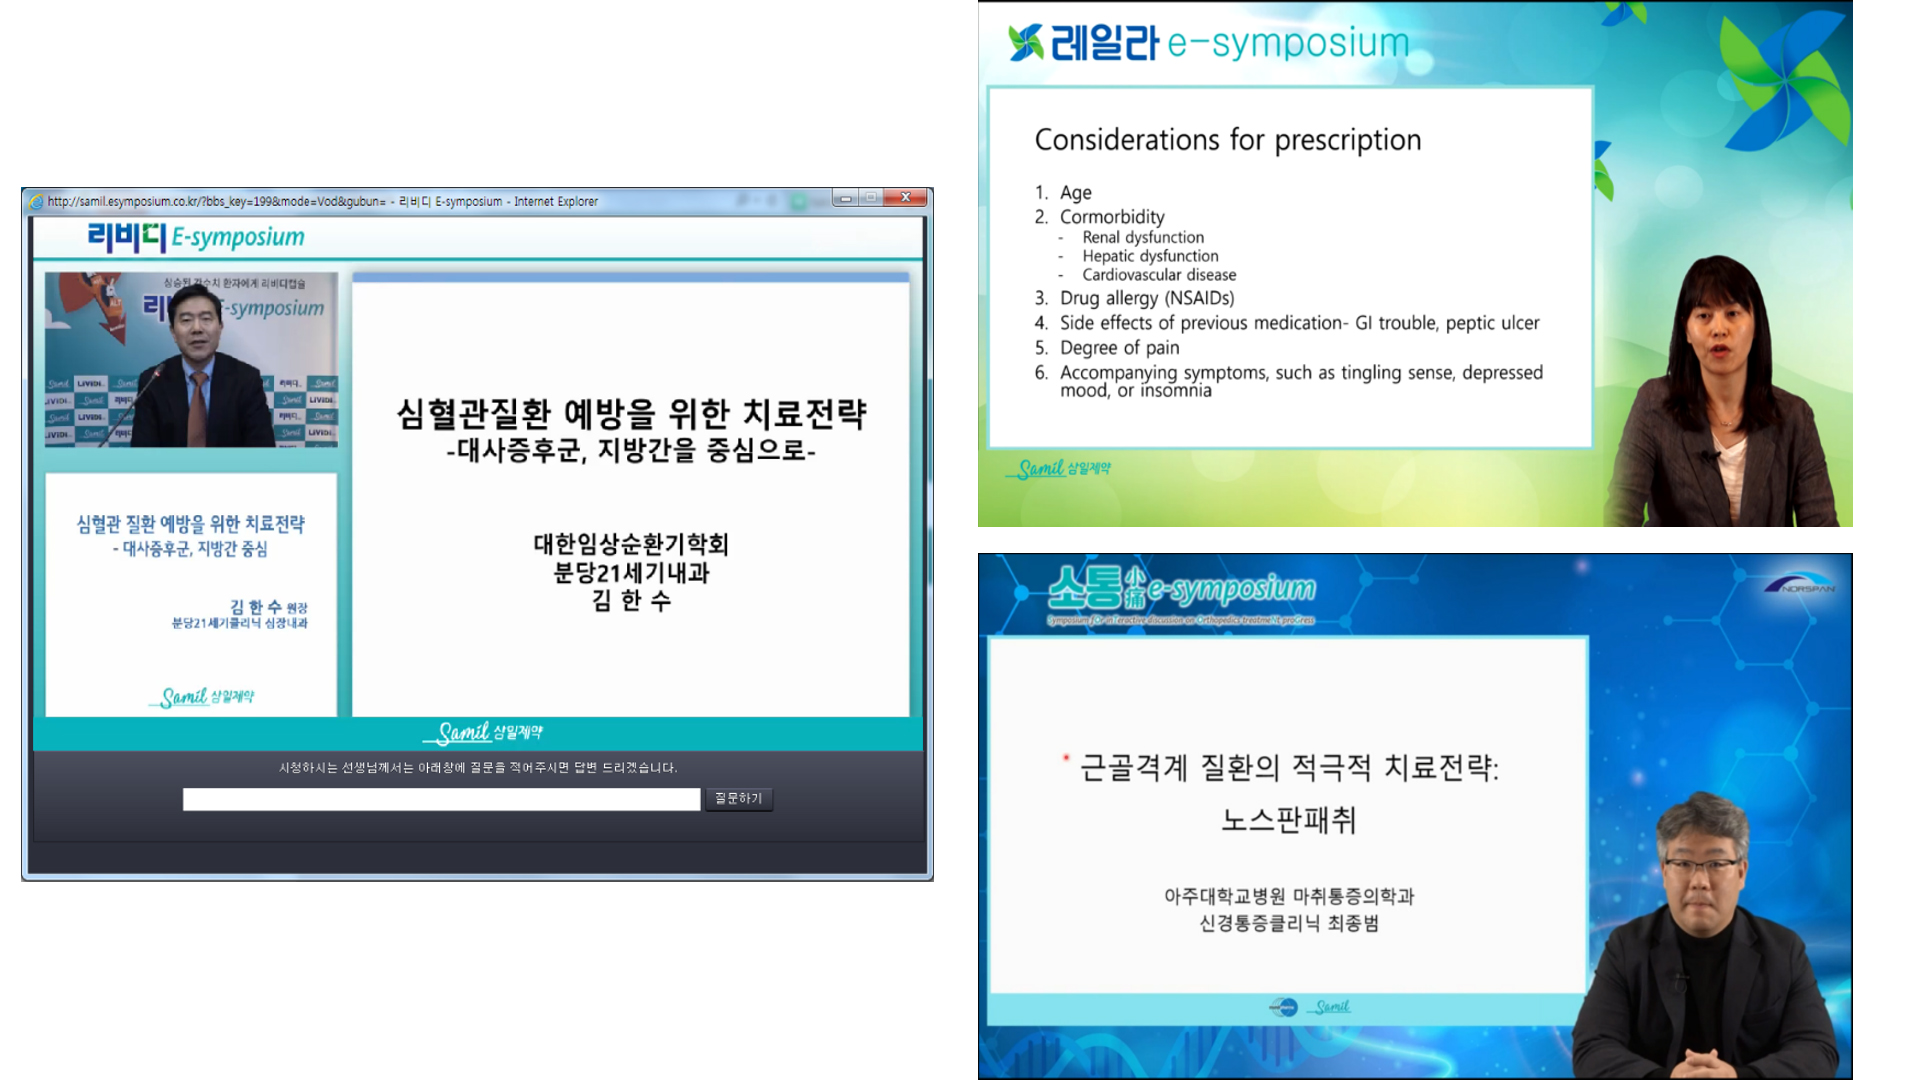 http://samil.esymposium.co.kr/?bbs_key=199&mode=Vod&gubun= - 리비디 E-symposium - Internet Explorer
리비디 E-symposium
E-symposium
심혈관 질환 예방을 위한 치료전략
- 대사증후군, 지방간 중심
김 한 수 원장
분당21세기클리닉 심장내과
Samil 삼일제약
심혈관질환 예방을 위한 치료전략
-대사증후군, 지방간을 중심으로-
대한임상순환기학회
분당21세기내과
김 한 수
Samil 삼일제약
시청하시는 선생님께서는 아래창에 질문을 적어주시면 답변 드리겠습니다.
질문하기
레일라 e-symposium
Considerations for prescription
1. Age
2. Cormorbidity
- Renal dysfunction
- Hepatic dysfunction
- Cardiovascular disease
3. Drug allergy (NSAIDs)
4. Side effects of previous medication- GI trouble, peptic ulcer
5. Degree of pain
6. Accompanying symptoms, such as tingling sense, depressed
mood, or insomnia
Samil 삼일제약
소통 小痛 e-symposium
Symposium fOr inTeractive discussion on Orthopedics treatmeNt proGress
NORSPAN
근골격계 질환의 적극적 치료전략:
노스판패취
아주대학교병원 마취통증의학과
신경통증클리닉 최종범
Samil